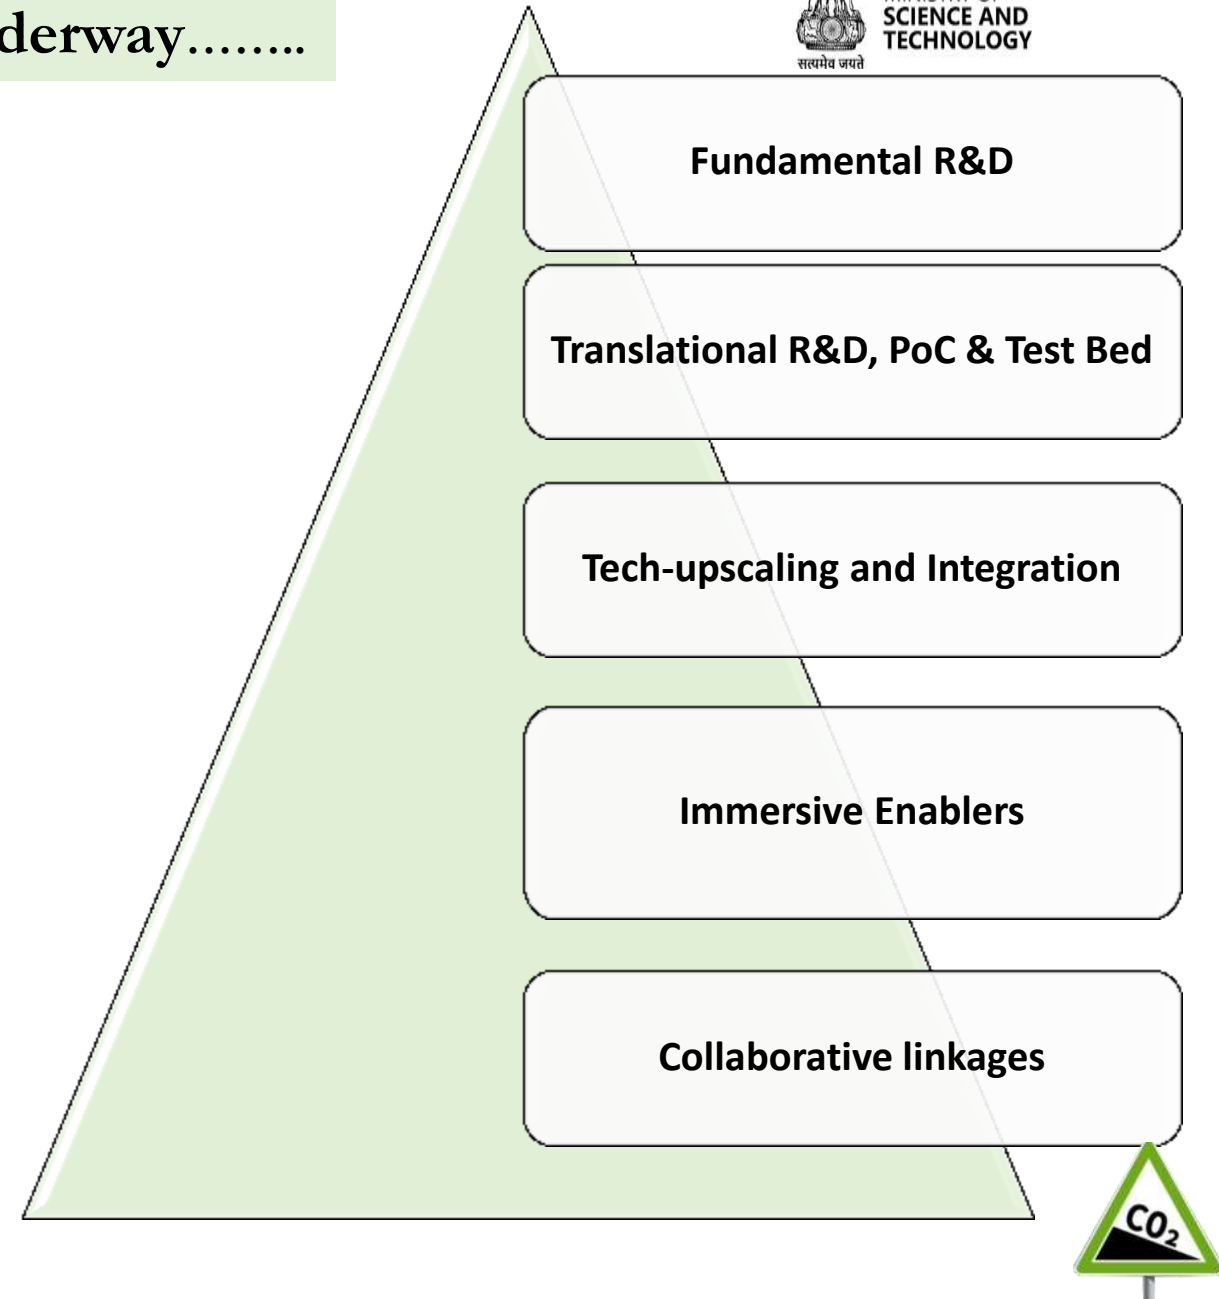 derway........
SCIENCE AND
TECHNOLOGY
सत्यमेव जयते
Fundamental R&D
Translational R&D, PoC & Test Bed
Tech-upscaling and Integration
Immersive Enablers
Collaborative linkages
CO₂